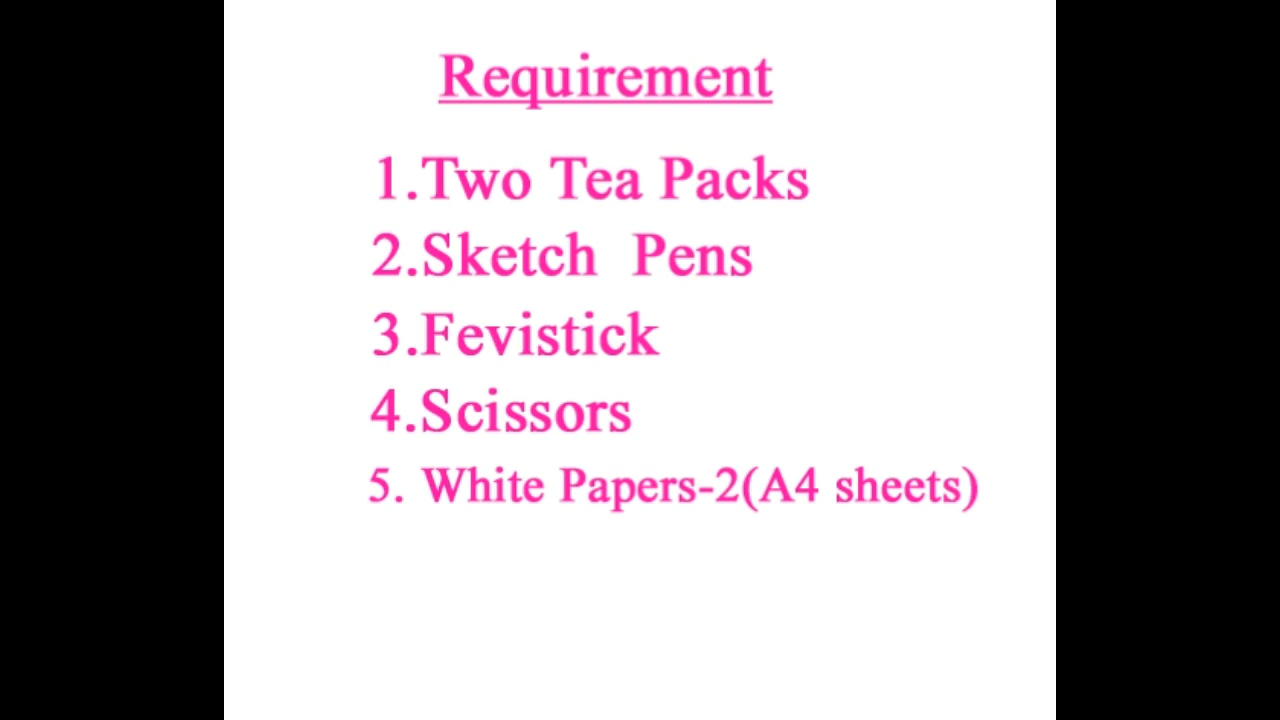 Requirement
1.Two Tea Packs
2.Sketch  Pens
3.Fevistick
4.Scissors
5. White Papers-2(A4 sheets)